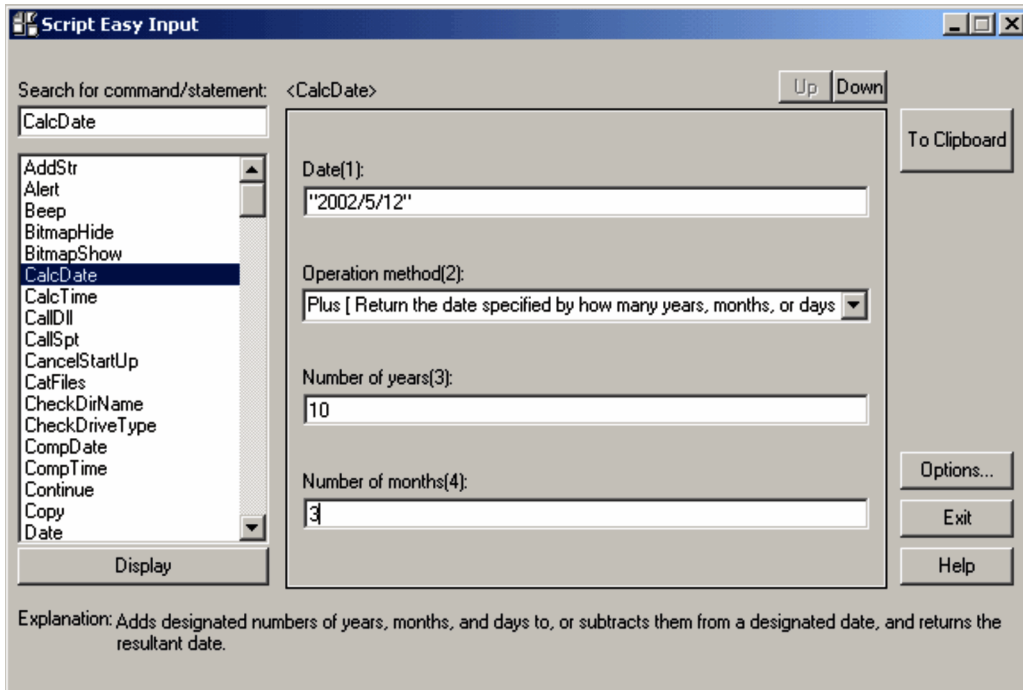 Script Easy Input
Search for command/statement:
CalcDate
AddStr
Alert
Beep
BitmapHide
BitmapShow
CalcDate
CalcTime
CallDll
CallSpt
CancelStartUp
CatFiles
CheckDirName
CheckDriveType
CompDate
CompTime
Continue
Copy
Date
Display
<CalcDate>
Up
Down
Date(1):
"2002/5/12"
Operation method(2):
Plus [ Return the date specified by how many years, months, or days
Number of years(3):
10
Number of months(4):
3
To Clipboard
Options...
Exit
Help
Explanation: Adds designated numbers of years, months, and days to, or subtracts them from a designated date, and returns the
resultant date.